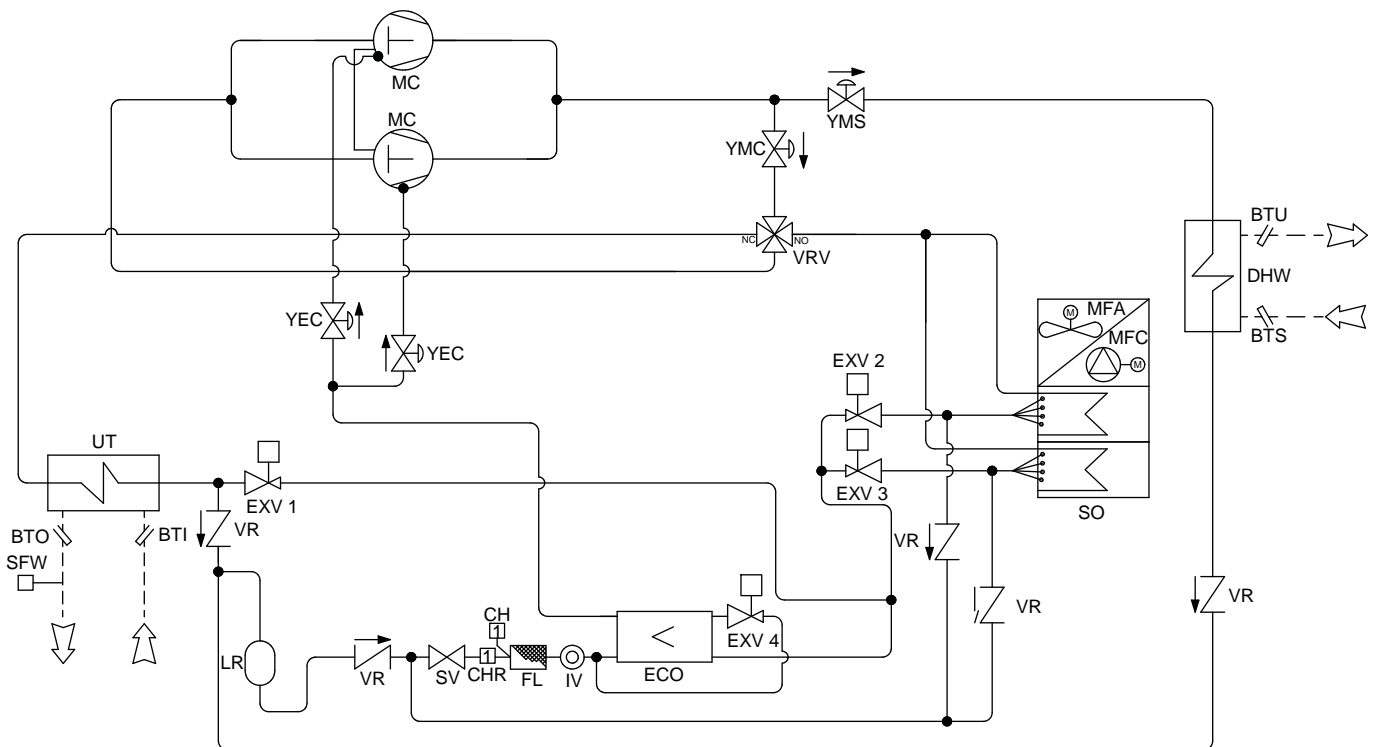 MC
MC
YMS
YMC
NC
NO
VRV
BTU
DHW
BTS
M
MFA
MFC
M
YEC
YEC
EXV 2
EXV 3
SO
UT
EXV 1
BTO
BTI
VR
SFW
VR
VR
VR
CH
1
EXV 4
LR
VR
SV
1
CHR
FL
IV
ECO